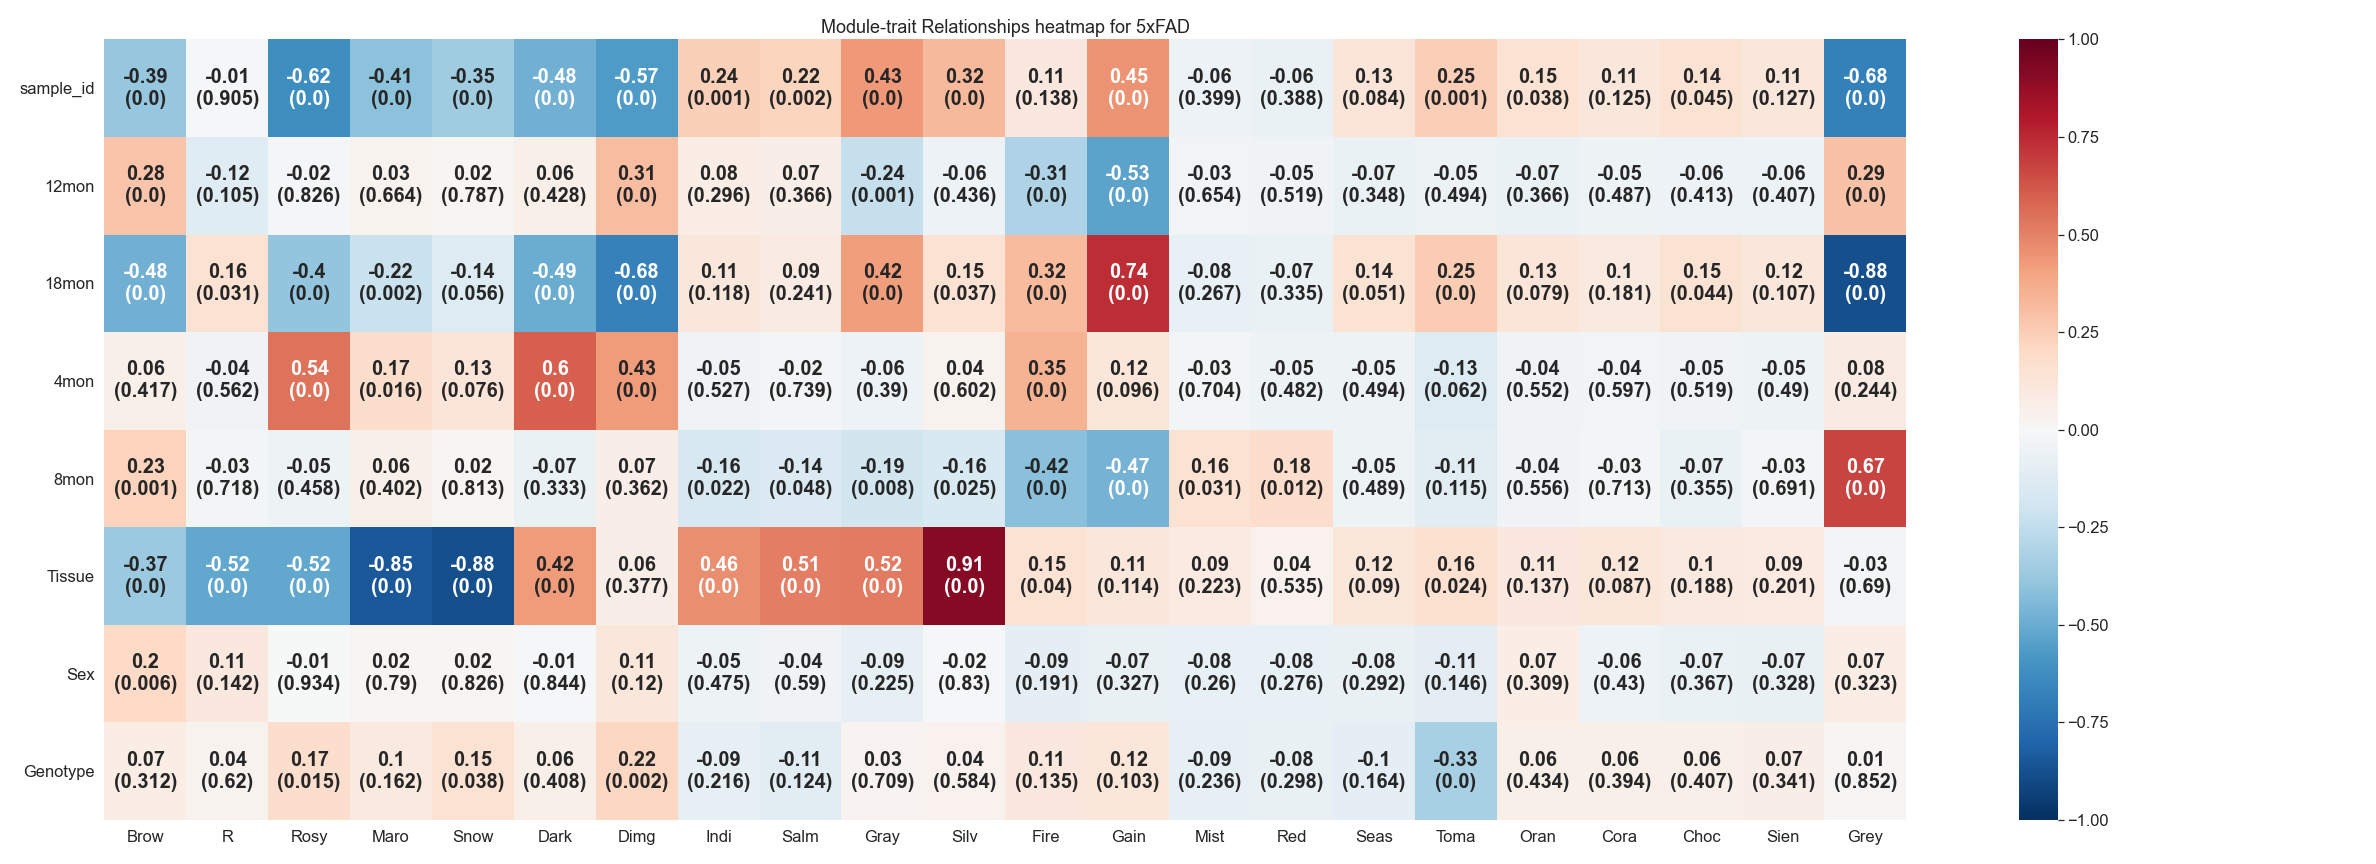 Module-trait Relationships heatmap for 5xFAD
sample_id -0.39 -0.01 -0.62 -0.41 -0.35 -0.48 -0.57 0.24 0.22 0.43 0.32 0.11 0.45 -0.06 -0.06 0.13 0.25 0.15 0.11 0.14 0.11 -0.68
(0.0) (0.905) (0.0) (0.0) (0.0) (0.0) (0.0) (0.001) (0.002) (0.0) (0.0) (0.138) (0.0) (0.399) (0.388) (0.084) (0.001) (0.038) (0.125) (0.045) (0.127) (0.0)
12mon 0.28 -0.12 -0.02 0.03 0.02 0.06 0.31 0.08 0.07 -0.24 -0.06 -0.31 -0.53 -0.03 -0.05 -0.07 -0.05 -0.07 -0.05 -0.06 -0.06 0.29
(0.0) (0.105) (0.826) (0.664) (0.787) (0.428) (0.0) (0.296) (0.366) (0.001) (0.436) (0.0) (0.0) (0.654) (0.519) (0.348) (0.494) (0.366) (0.487) (0.413) (0.407) (0.0)
18mon -0.48 0.16 -0.4 -0.22 -0.14 -0.49 -0.68 0.11 0.09 0.42 0.15 0.32 0.74 -0.08 -0.07 0.14 0.25 0.13 0.1 0.15 0.12 -0.88
(0.0) (0.031) (0.0) (0.002) (0.056) (0.0) (0.0) (0.118) (0.241) (0.0) (0.037) (0.0) (0.0) (0.267) (0.335) (0.051) (0.0) (0.079) (0.181) (0.044) (0.107) (0.0)
4mon 0.06 -0.04 0.54 0.17 0.13 0.6 0.43 -0.05 -0.02 -0.06 0.04 0.35 0.12 -0.03 -0.05 -0.05 -0.13 -0.04 -0.04 -0.05 -0.05 0.08
(0.417) (0.562) (0.0) (0.016) (0.076) (0.0) (0.0) (0.527) (0.739) (0.39) (0.602) (0.0) (0.096) (0.704) (0.482) (0.494) (0.062) (0.552) (0.597) (0.519) (0.49) (0.244)
8mon 0.23 -0.03 -0.05 0.06 0.02 -0.07 0.07 -0.16 -0.14 -0.19 -0.16 -0.42 -0.47 0.16 0.18 -0.05 -0.11 -0.04 -0.03 -0.07 -0.03 0.67
(0.001) (0.718) (0.458) (0.402) (0.813) (0.333) (0.362) (0.022) (0.048) (0.008) (0.025) (0.0) (0.0) (0.031) (0.012) (0.489) (0.115) (0.556) (0.713) (0.355) (0.691) (0.0)
Tissue -0.37 -0.52 -0.52 -0.85 -0.88 0.42 0.06 0.46 0.51 0.52 0.91 0.15 0.11 0.09 0.04 0.12 0.16 0.11 0.12 0.1 0.09 -0.03
(0.0) (0.0) (0.0) (0.0) (0.0) (0.0) (0.377) (0.0) (0.0) (0.0) (0.0) (0.04) (0.114) (0.223) (0.535) (0.09) (0.024) (0.137) (0.087) (0.188) (0.201) (0.69)
Sex 0.2 0.11 -0.01 0.02 0.02 -0.01 0.11 -0.05 -0.04 -0.09 -0.02 -0.09 -0.07 -0.08 -0.08 -0.08 -0.11 0.07 -0.06 -0.07 -0.07 0.07
(0.006) (0.142) (0.934) (0.79) (0.826) (0.844) (0.12) (0.475) (0.59) (0.225) (0.83) (0.191) (0.327) (0.26) (0.276) (0.292) (0.146) (0.309) (0.43) (0.367) (0.328) (0.323)
Genotype 0.07 0.04 0.17 0.1 0.15 0.06 0.22 -0.09 -0.11 0.03 0.04 0.11 0.12 -0.09 -0.08 -0.1 -0.33 0.06 0.06 0.06 0.07 0.01
(0.312) (0.62) (0.015) (0.162) (0.038) (0.408) (0.002) (0.216) (0.124) (0.709) (0.584) (0.135) (0.103) (0.236) (0.298) (0.164) (0.0) (0.434) (0.394) (0.407) (0.341) (0.852)
Brow R Rosy Maro Snow Dark Dimg Indi Salm Gray Silv Fire Gain Mist Red Seas Toma Oran Cora Choc Sien Grey
1.00
0.75
0.50
0.25
0.00
−0.25
−0.50
−0.75
−1.00